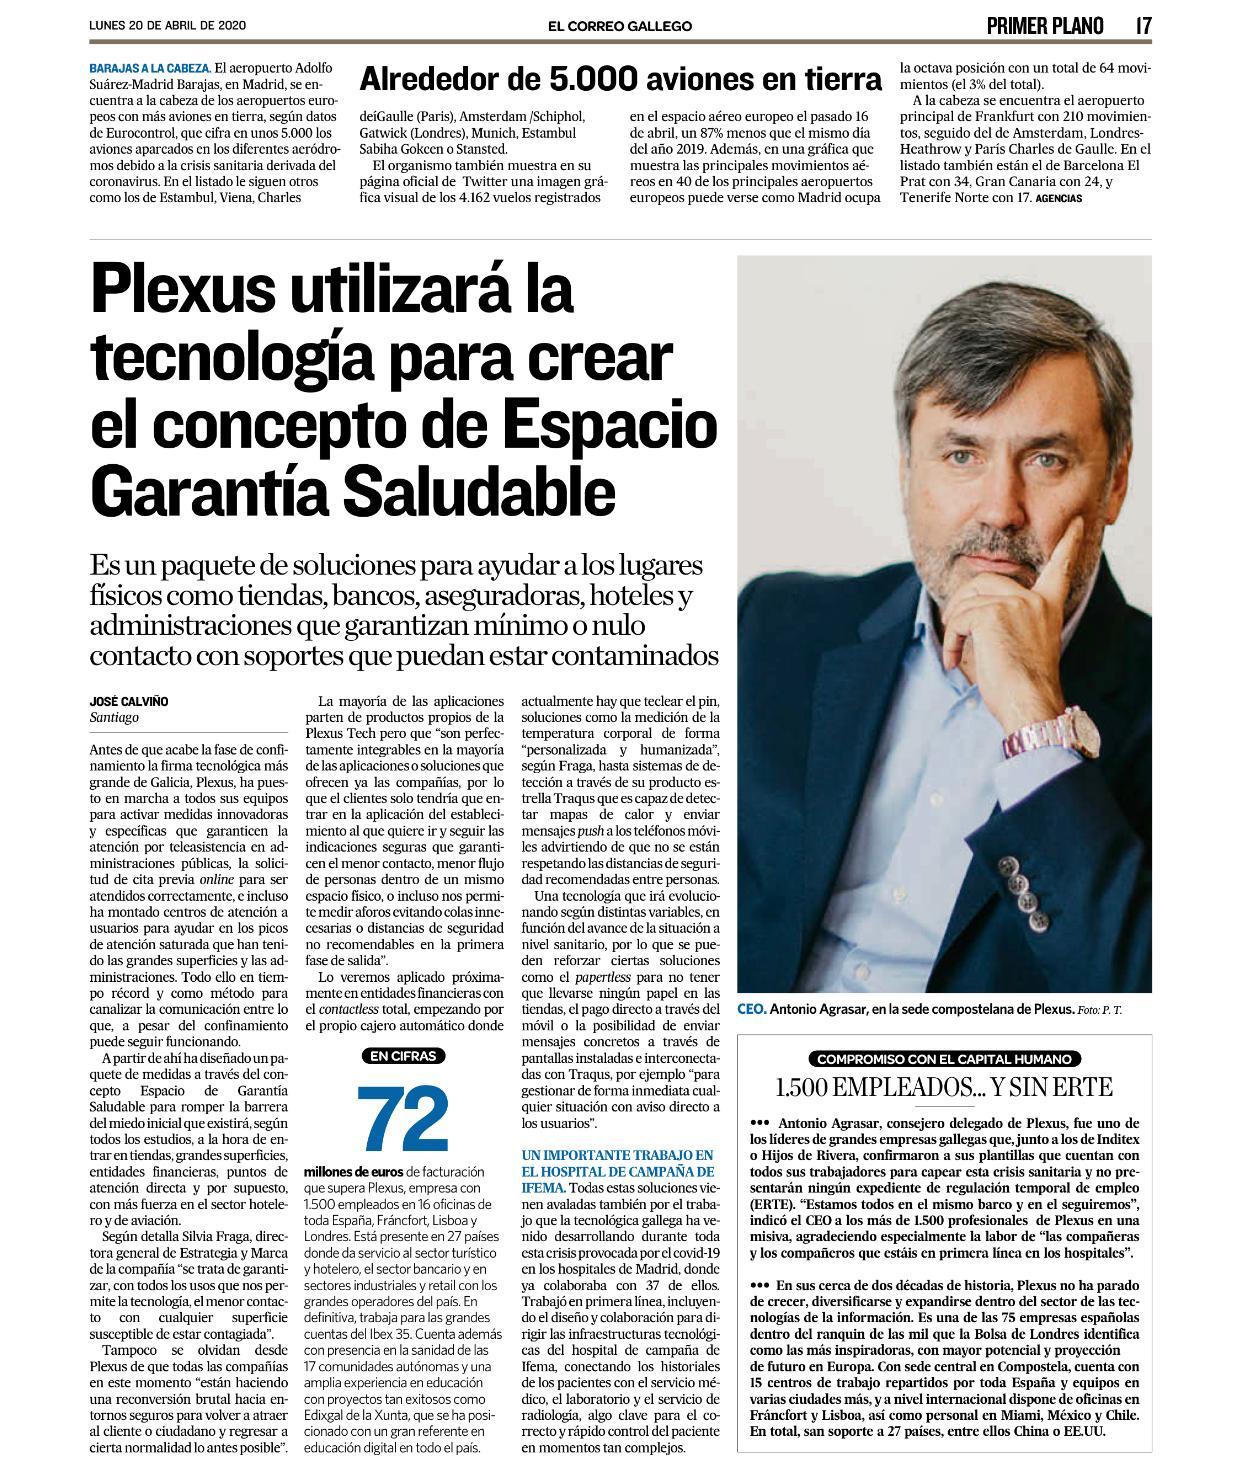 LUNES 20 DE ABRIL DE 2020
EL CORREO GALLEGO
PRIMER PLANO 17
Alrededor de 5.000 aviones en tierra
BARAJAS A LA CABEZA. El aeropuerto Adolfo
Suárez-Madrid Barajas, en Madrid, se en-
cuentra a la cabeza de los aeropuertos euro-
peos con más aviones en tierra, según datos
de Eurocontrol, que cifra en unos 5.000 los
aviones aparcados en los diferentes aeródro-
mos debido a la crisis sanitaria derivada del
coronavirus. En el listado le siguen otros
como los de Estambul, Viena, Charles
deíGaulle (Paris), Amsterdam /Schiphol,
Gatwick (Londres), Munich, Estambul
Sabiha Gokcen o Stansted.
El organismo también muestra en su
página oficial de Twitter una imagen grá-
fica visual de los 4.162 vuelos registrados
en el espacio aéreo europeo el pasado 16
de abril, un 87% menos que el mismo día
del año 2019. Además, en una gráfica que
muestra las principales movimientos aé-
reos en 40 de los principales aeropuertos
europeos puede verse como Madrid ocupa
la octava posición con un total de 64 movi-
mientos (el 3% del total).
A la cabeza se encuentra el aeropuerto
principal de Frankfurt con 210 movimien-
tos, seguido del de Amsterdam, Londres-
Heathrow y París Charles de Gaulle. En el
listado también están el de Barcelona El
Prat con 34, Gran Canaria con 24, y
Tenerife Norte con 17. AGENCIAS
Plexus utilizará la
tecnología para crear
el concepto de Espacio
Garantía Saludable
Es un paquete de soluciones para ayudar a los lugares
físicos como tiendas, bancos, aseguradoras, hoteles y
administraciones que garantizan mínimo o nulo
contacto con soportes que puedan estar contaminados
JOSÉ CALVIÑO
Santiago
Antes de que acabe la fase de confi-
namiento la firma tecnológica más
grande de Galicia, Plexus, ha pues-
to en marcha a todos sus equipos
para activar medidas innovadoras
y específicas que garanticen la
atención por teleasistencia en ad-
ministraciones públicas, la solici-
tud de cita previa online para ser
atendidos correctamente, e incluso
ha montado centros de atención a
usuarios para ayudar en los picos
de atención saturada que han teni-
do las grandes superficies y las ad-
ministraciones. Todo ello en tiem-
po récord y como método para
canalizar la comunicación entre lo
que, a pesar del confinamiento
puede seguir funcionando.
A partir de ahí ha diseñado un pa-
quete de medidas a través del con-
cepto Espacio de Garantía
Saludable para romper la barrera
del miedo inicial que existirá, según
todos los estudios, a la hora de en-
trar en tiendas, grandes superficies,
entidades financieras, puntos de
atención directa y por supuesto,
con más fuerza en el sector hotele-
ro y de aviación.
Según detalla Silvia Fraga, direc-
tora general de Estrategia y Marca
de la compañía “se trata de garanti-
zar, con todos los usos que nos per-
mite la tecnología, el menor contac-
to con cualquier superficie
susceptible de estar contagiada”.
Tampoco se olvidan desde
Plexus de que todas las compañías
en este momento “están haciendo
una reconversión brutal hacia en-
tornos seguros para volver a atraer
al cliente o ciudadano y regresar a
cierta normalidad lo antes posible”.
La mayoría de las aplicaciones
parten de productos propios de la
Plexus Tech pero que “son perfec-
tamente integrables en la mayoría
de las aplicaciones o soluciones que
ofrecen ya las compañías, por lo
que el clientes solo tendría que en-
trar en la aplicación del estableci-
miento al que quiere ir y seguir las
indicaciones seguras que garanti-
cen el menor contacto, menor flujo
de personas dentro de un mismo
espacio físico, o incluso nos permi-
te medir aforos evitando colas inne-
cesarias o distancias de seguridad
no recomendables en la primera
fase de salida”.
Lo veremos aplicado próxima-
mente en entidades financieras con
el contactless total, empezando por
el propio cajero automático donde
EN CIFRAS
72
millones de euros de facturación
que supera Plexus, empresa con
1.500 empleados en 16 oficinas de
toda España, Fráncfort, Lisboa y
Londres. Está presente en 27 países
donde da servicio al sector turístico
y hotelero, el sector bancario y en
sectores industriales y retail con los
grandes operadores del país. En
definitiva, trabaja para las grandes
cuentas del Ibex 35. Cuenta además
con presencia en la sanidad de las
17 comunidades autónomas y una
amplia experiencia en educación
con proyectos tan exitosos como
Edixgal de la Xunta, que se ha posi-
cionado con un gran referente en
educación digital en todo el país.
actualmente hay que teclear el pin,
soluciones como la medición de la
temperatura corporal de forma
“personalizada y humanizada”,
según Fraga, hasta sistemas de de-
tección a través de su producto es-
trella Traqus que es capaz de detec-
tar mapas de calor y enviar
mensajes push a los teléfonos móvi-
les advirtiendo de que no se están
respetando las distancias de seguri-
dad recomendadas entre personas.
Una tecnología que irá evolucio-
nando según distintas variables, en
función del avance de la situación a
nivel sanitario, por lo que se pue-
den reforzar ciertas soluciones
como el papertless para no tener
que llevarse ningún papel en las
tiendas, el pago directo a través del
móvil o la posibilidad de enviar
mensajes concretos a través de
pantallas instaladas e interconecta-
das con Traqus, por ejemplo “para
gestionar de forma inmediata cual-
quier situación con aviso directo a
los usuarios”.
UN IMPORTANTE TRABAJO EN
EL HOSPITAL DE CAMPAÑA DE
IFEMA. Todas estas soluciones vie-
nen avaladas también por el traba-
jo que la tecnológica gallega ha ve-
nido desarrollando durante toda
esta crisis provocada por el covid-19
en los hospitales de Madrid, donde
ya colaboraba con 37 de ellos.
Trabajó en primera línea, incluyen-
do el diseño y colaboración para di-
rigir las infraestructuras tecnológi-
cas del hospital de campaña de
Ifema, conectando los historiales
de los pacientes con el servicio mé-
dico, el laboratorio y el servicio de
radiología, algo clave para el co-
rrecto y rápido control del paciente
en momentos tan complejos.
CEO. Antonio Agrasar, en la sede compostelana de Plexus. Foto: P. T.
COMPROMISO CON EL CAPITAL HUMANO
1.500 EMPLEADOS... Y SIN ERTE
••• Antonio Agrasar, consejero delegado de Plexus, fue uno de
los líderes de grandes empresas gallegas que, junto a los de Inditex
o Hijos de Rivera, confirmaron a sus plantillas que cuentan con
todos sus trabajadores para capear esta crisis sanitaria y no pre-
sentarán ningún expediente de regulación temporal de empleo
(ERTE). “Estamos todos en el mismo barco y en el seguiremos”,
indicó el CEO a los más de 1.500 profesionales de Plexus en una
misiva, agradeciendo especialmente la labor de “las compañeras
y los compañeros que estáis en primera línea en los hospitales”.
••• En sus cerca de dos décadas de historia, Plexus no ha parado
de crecer, diversificarse y expandirse dentro del sector de las tec-
nologías de la información. Es una de las 75 empresas españolas
dentro del ranquin de las mil que la Bolsa de Londres identifica
como las más inspiradoras, con mayor potencial y proyección
de futuro en Europa. Con sede central en Compostela, cuenta con
15 centros de trabajo repartidos por toda España y equipos en
varias ciudades más, y a nivel internacional dispone de oficinas en
Fráncfort y Lisboa, así como personal en Miami, México y Chile.
En total, san soporte a 27 países, entre ellos China o EE.UU.